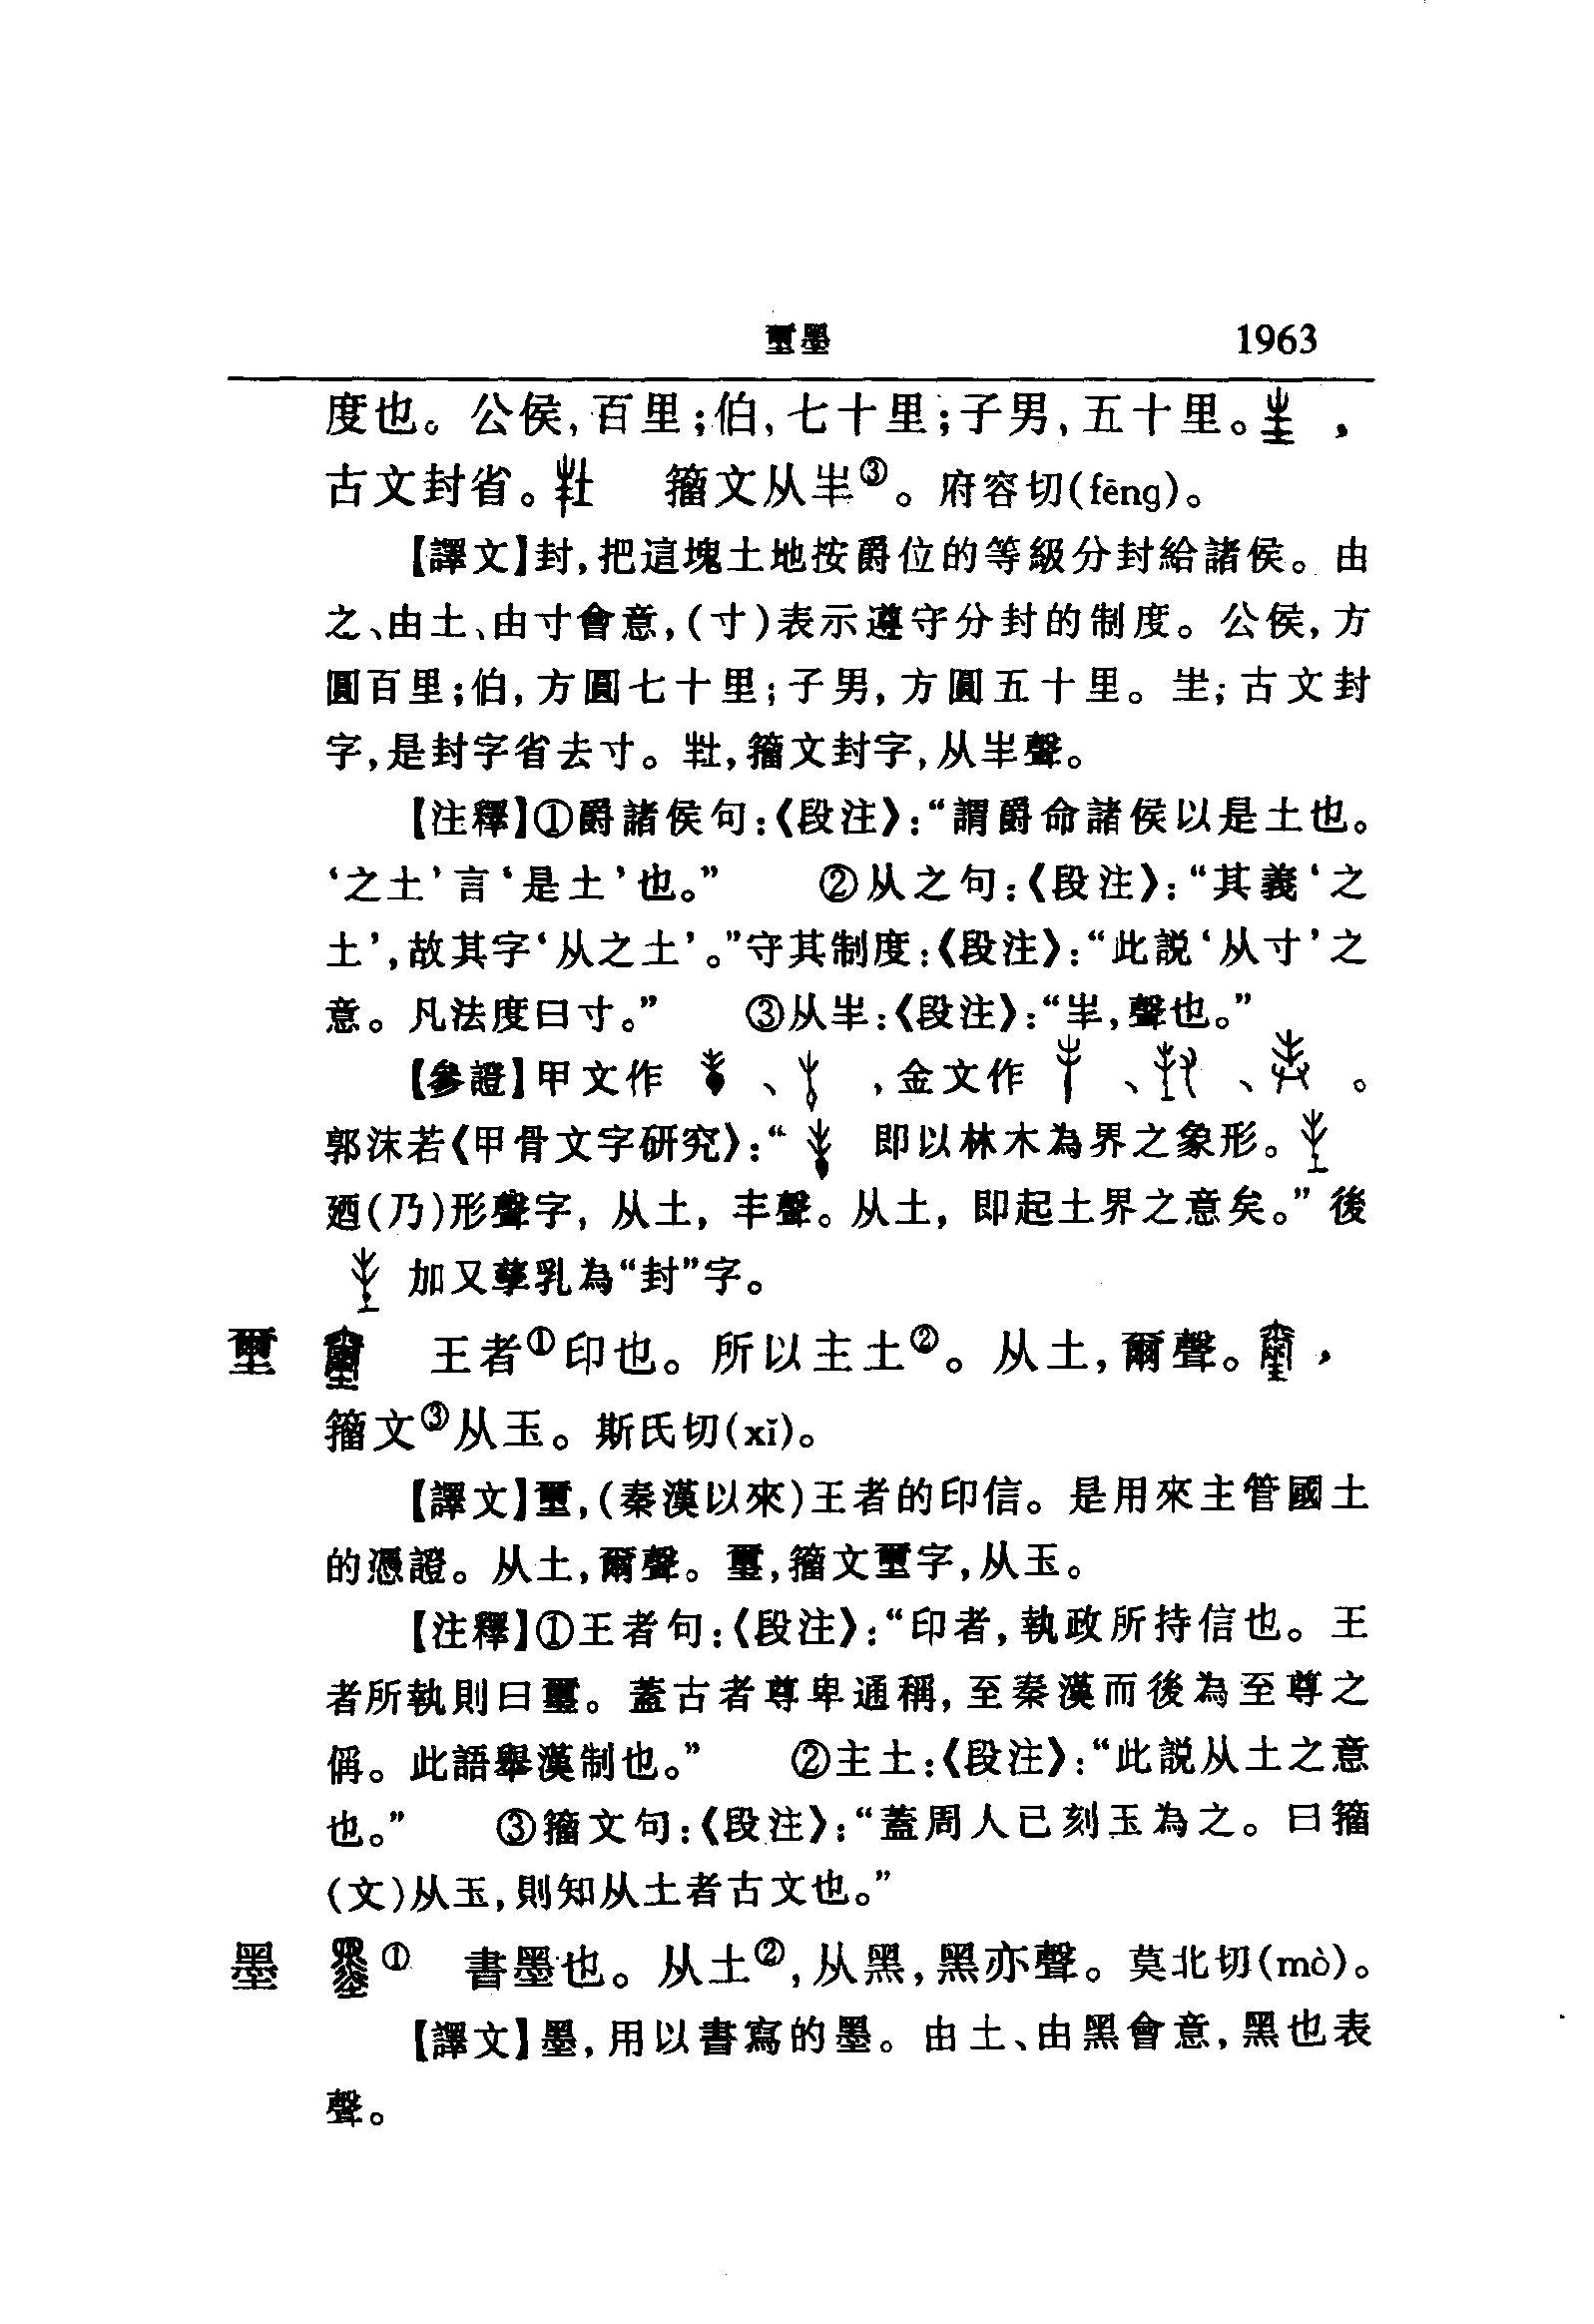 壐墨 1963
度也。公侯,百里;伯,七十里;子男,五十里。,
古文封省。 籀文从𡴀③。府容切(fēng)。
【譯文】封,把這塊土地按爵位的等級分封給諸侯。由
之、由土、由寸會意,(寸)表示遵守分封的制度。公侯,方
圓百里;伯,方圓七十里;子男,方圓五十里。㞷,古文封
字,是封字省去寸。𡉘,籀文封字,从𡴀聲。
【注釋】①爵諸侯句:《段注》:“謂爵命諸侯以是土也。
‘之土’言‘是土’也。” ②从之句:《段注》:“其義‘之
土’,故其字‘从之土’。”守其制度:《段注》:“此説‘从寸’之
意。凡法度曰寸。” ③从𡴀:《段注》:“𡴀,聲也。”
【參證】甲文作 、 ,金文作 、 、 。
郭沫若《甲骨文字研究》:“ 即以林木為界之象形。
廼(乃)形聲字,从土,丰聲。从土,即起土界之意矣。”後
加又孳乳為“封”字。
壐 王者①印也。所以主土②。从土,爾聲。,
籀文③从玉。斯氏切(xǐ)。
【譯文】壐,(秦漢以來)王者的印信。是用來主管國土
的憑證。从土,爾聲。璽,籀文壐字,从玉。
【注釋】①王者句:《段注》:“印者,執政所持信也。王
者所執則曰璽。蓋古者尊卑通稱,至秦漢而後為至尊之
偁。此語舉漢制也。” ②主土:《段注》:“此説从土之意
也。” ③籀文句:《段注》:“蓋周人已刻玉為之。曰籀
(文)从玉,則知从土者古文也。”
墨 ① 書墨也。从土②,从黑,黑亦聲。莫北切(mò)。
【譯文】墨,用以書寫的墨。由土、由黑會意,黑也表
聲。